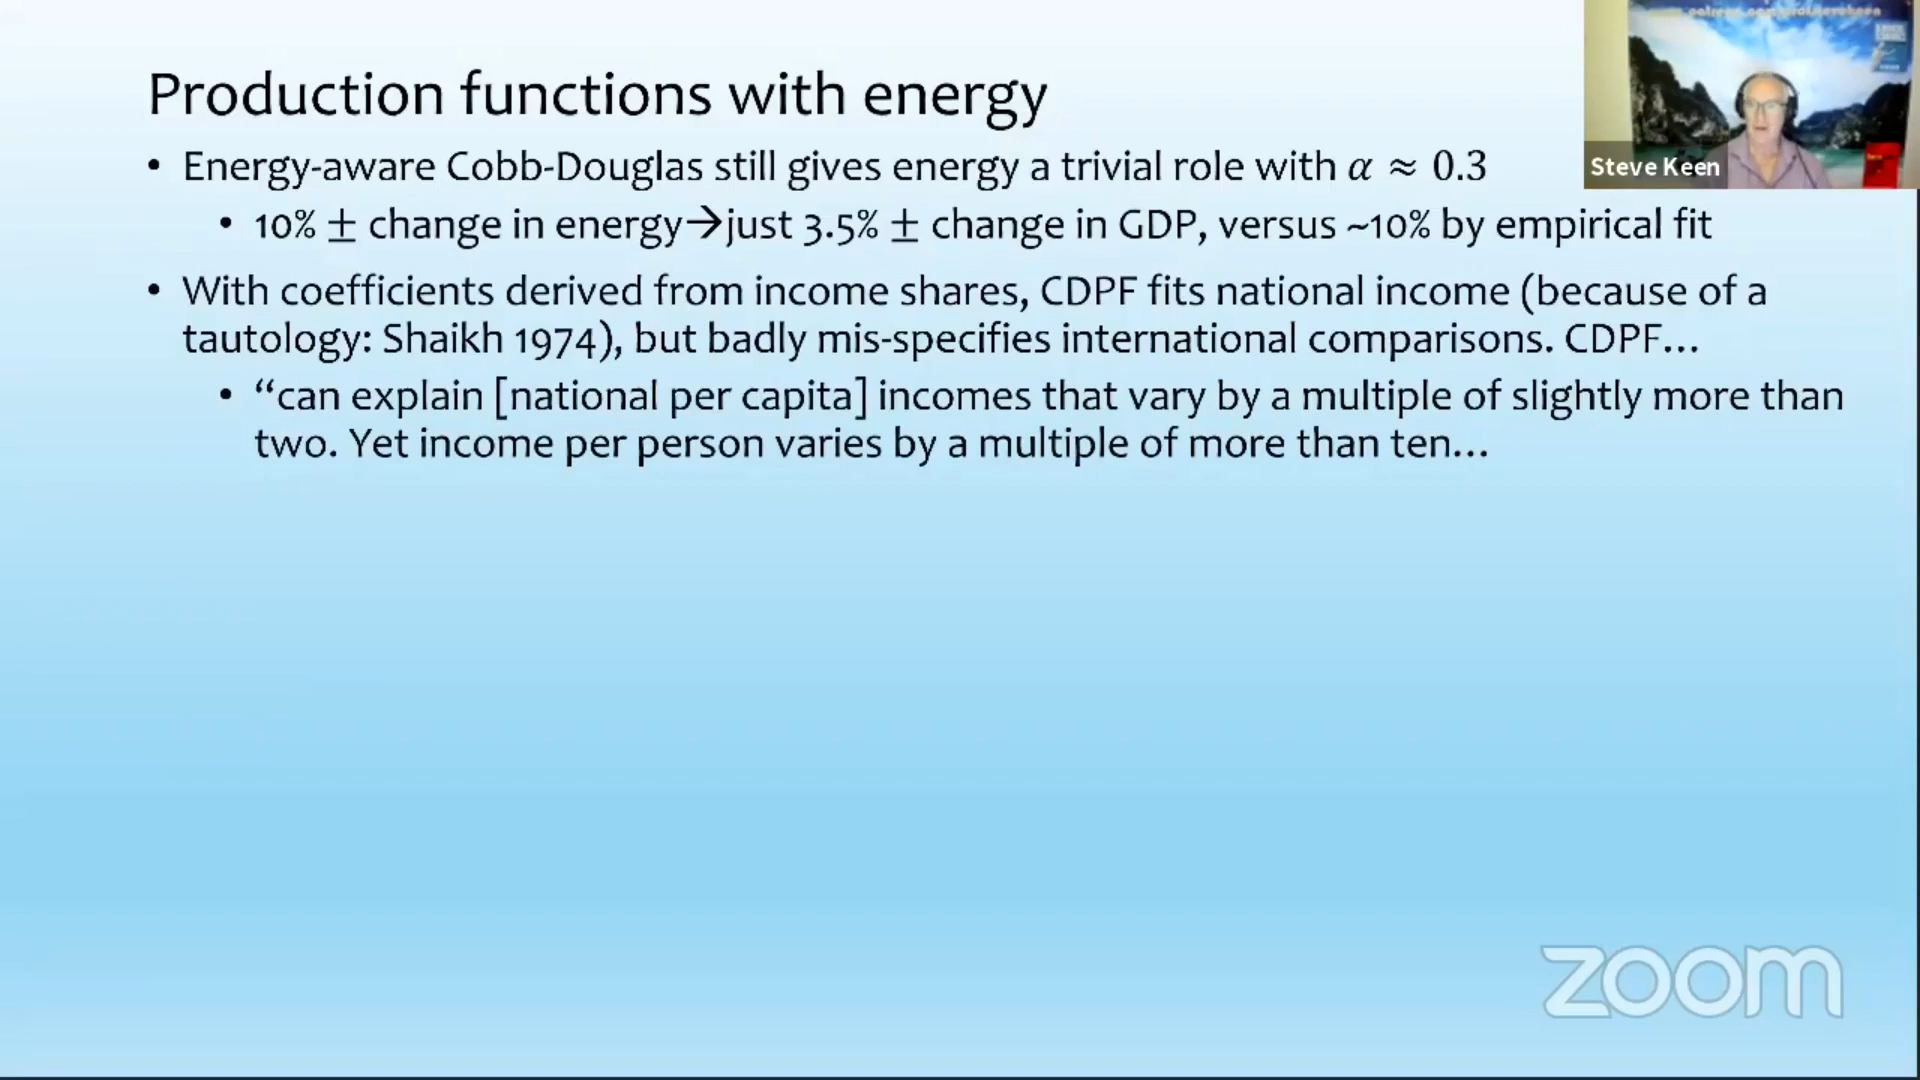 Production functions with energy
• Energy-aware Cobb-Douglas still gives energy a trivial role with α ≈ 0.3
• 10% ± change in energy→just 3.5% ± change in GDP, versus ~10% by empirical fit
• With coefficients derived from income shares, CDPF fits national income (because of a
tautology: Shaikh 1974), but badly mis-specifies international comparisons. CDPF…
• “can explain [national per capita] incomes that vary by a multiple of slightly more than
two. Yet income per person varies by a multiple of more than ten…
Steve Keen
zoom